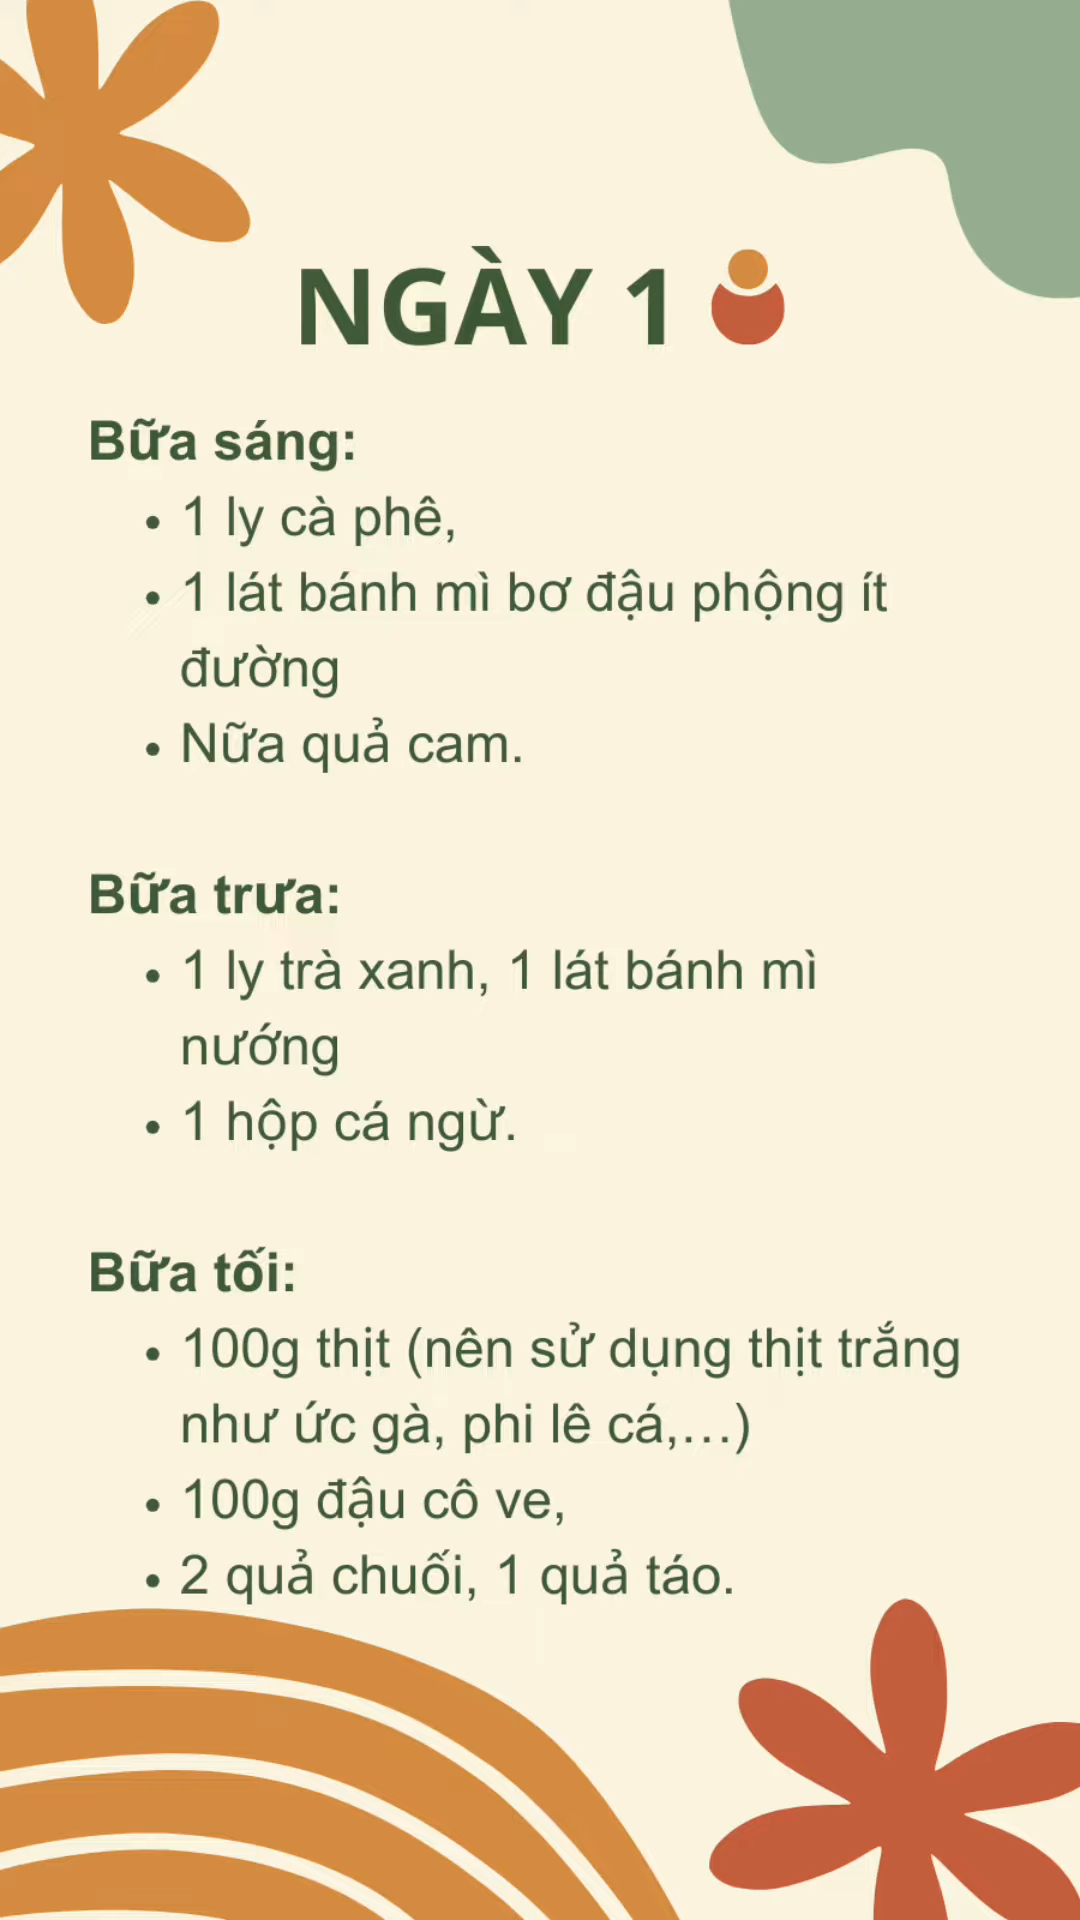 NGÀY 1
Bữa sáng:
• 1 ly cà phê,
• 1 lát bánh mì bơ đậu phộng ít
đường
• Nữa quả cam.
Bữa trưa:
• 1 ly trà xanh, 1 lát bánh mì
nướng
• 1 hộp cá ngừ.
Bữa tối:
• 100g thịt (nên sử dụng thịt trắng
như ức gà, phi lê cá,...)
• 100g đậu cô ve,
• 2 quả chuối, 1 quả táo.